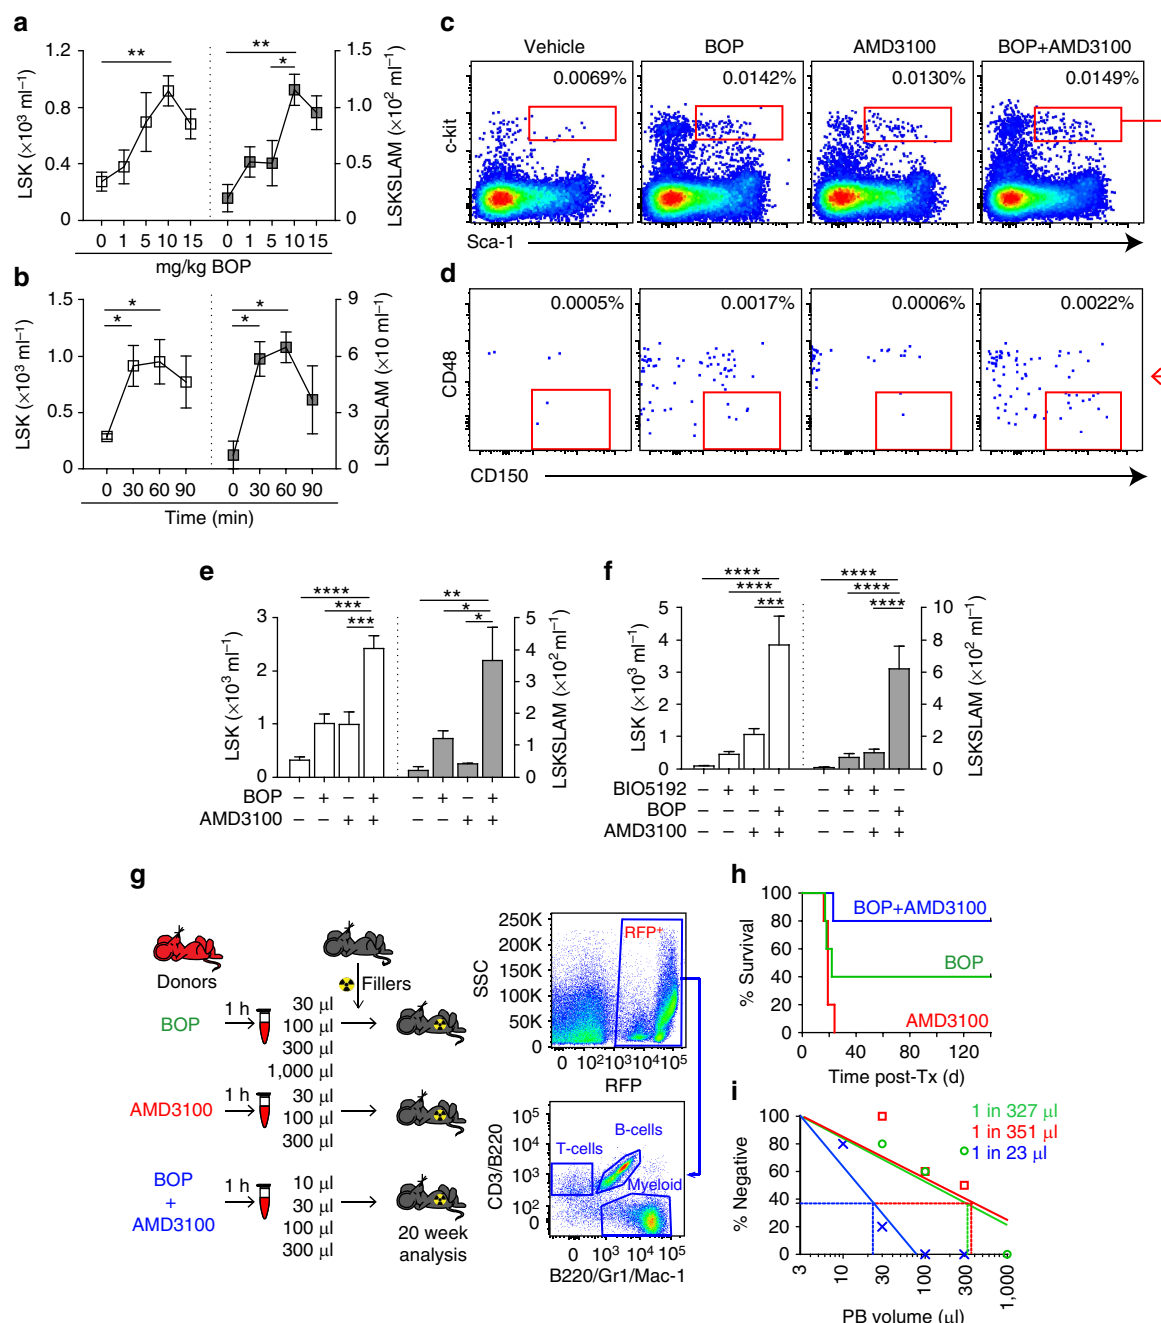 a
1.2
0.8
0.4
0
LSK (×10³ ml⁻¹)
**
**
*
1.5
1.0
0.5
0
LSKSLAM (×10² ml⁻¹)
0 1 5 10 15
0 1 5 10 15
mg/kg BOP
b
1.5
1.0
0.5
0
LSK (×10³ ml⁻¹)
*
*
*
*
9
6
3
0
LSKSLAM (×10 ml⁻¹)
0 30 60 90
0 30 60 90
Time (min)
c
Vehicle
BOP
AMD3100
BOP+AMD3100
0.0069%
0.0142%
0.0130%
0.0149%
c-kit
Sca-1
d
0.0005%
0.0017%
0.0006%
0.0022%
CD48
CD150
e
****
***
***
**
*
*
3
2
1
0
LSK (×10³ ml⁻¹)
5
4
3
2
1
0
LSKSLAM (×10² ml⁻¹)
BOP − + − + − + − +
AMD3100 − − + + − − + +
f
****
****
***
****
****
****
5
4
3
2
1
0
LSK (×10³ ml⁻¹)
10
8
6
4
2
0
LSKSLAM (×10² ml⁻¹)
BIO5192 − + + − − + + −
BOP − − − + − − − +
AMD3100 − − + + − − + +
g
Donors
Fillers
BOP
1 h
30 µl
100 µl
300 µl
1,000 µl
AMD3100
1 h
30 µl
100 µl
300 µl
BOP
+
AMD3100
1 h
10 µl
30 µl
100 µl
300 µl
20 week
analysis
250K
200K
150K
100K
50K
0
SSC
RFP⁺
0 10² 10³ 10⁴ 10⁵
RFP
10⁵
10⁴
10³
10²
0
CD3/B220
T-cells
B-cells
Myeloid
0 10³ 10⁴ 10⁵
B220/Gr1/Mac-1
h
100
80
60
40
20
0
% Survival
BOP+AMD3100
BOP
AMD3100
0 40 80 120
Time post-Tx (d)
i
100
80
60
40
20
0
% Negative
1 in 327 µl
1 in 351 µl
1 in 23 µl
3 10 30 100 300 1,000
PB volume (µl)